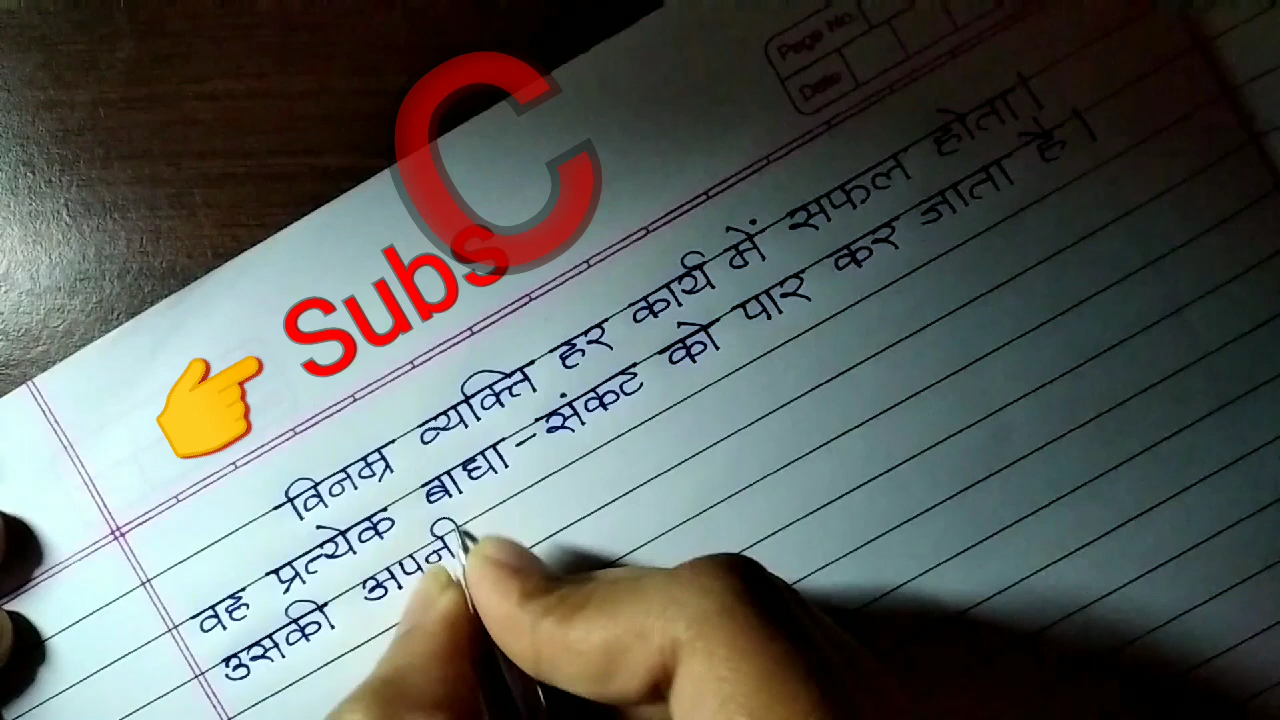 Page No.
Date
C
👉 Subs
विनम्र व्यक्ति हर कार्य में सफल होता।
वह प्रत्येक बाधा-संकट को पार कर जाता है।
उसकी अपनी